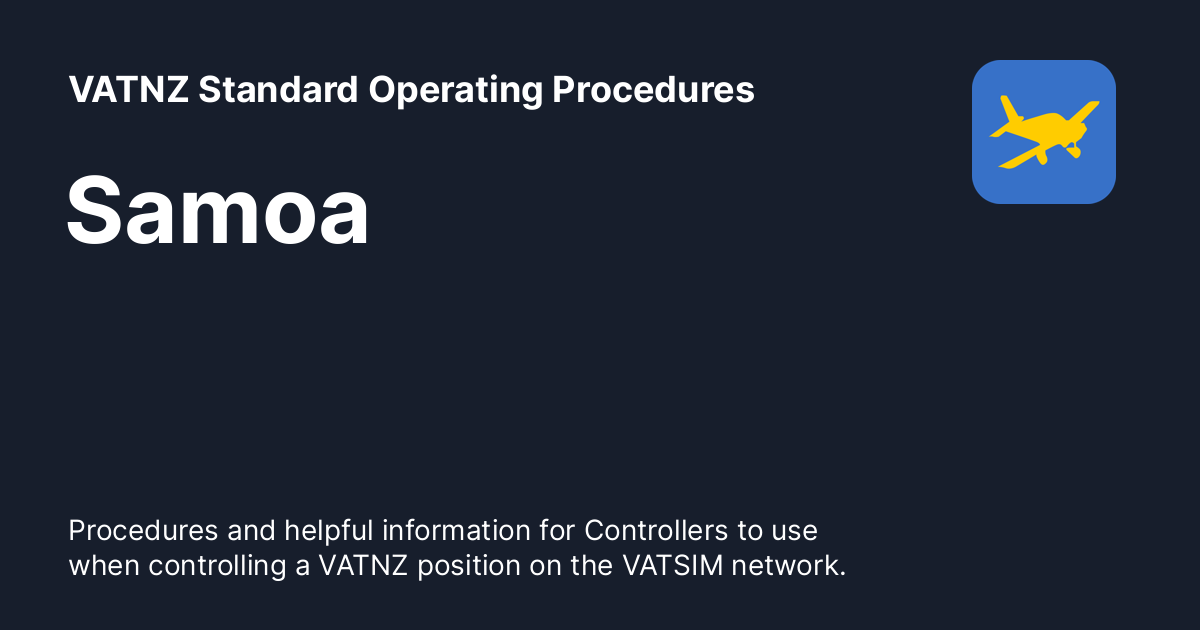 VATNZ Standard Operating Procedures
Samoa
Procedures and helpful information for Controllers to use
when controlling a VATNZ position on the VATSIM network.